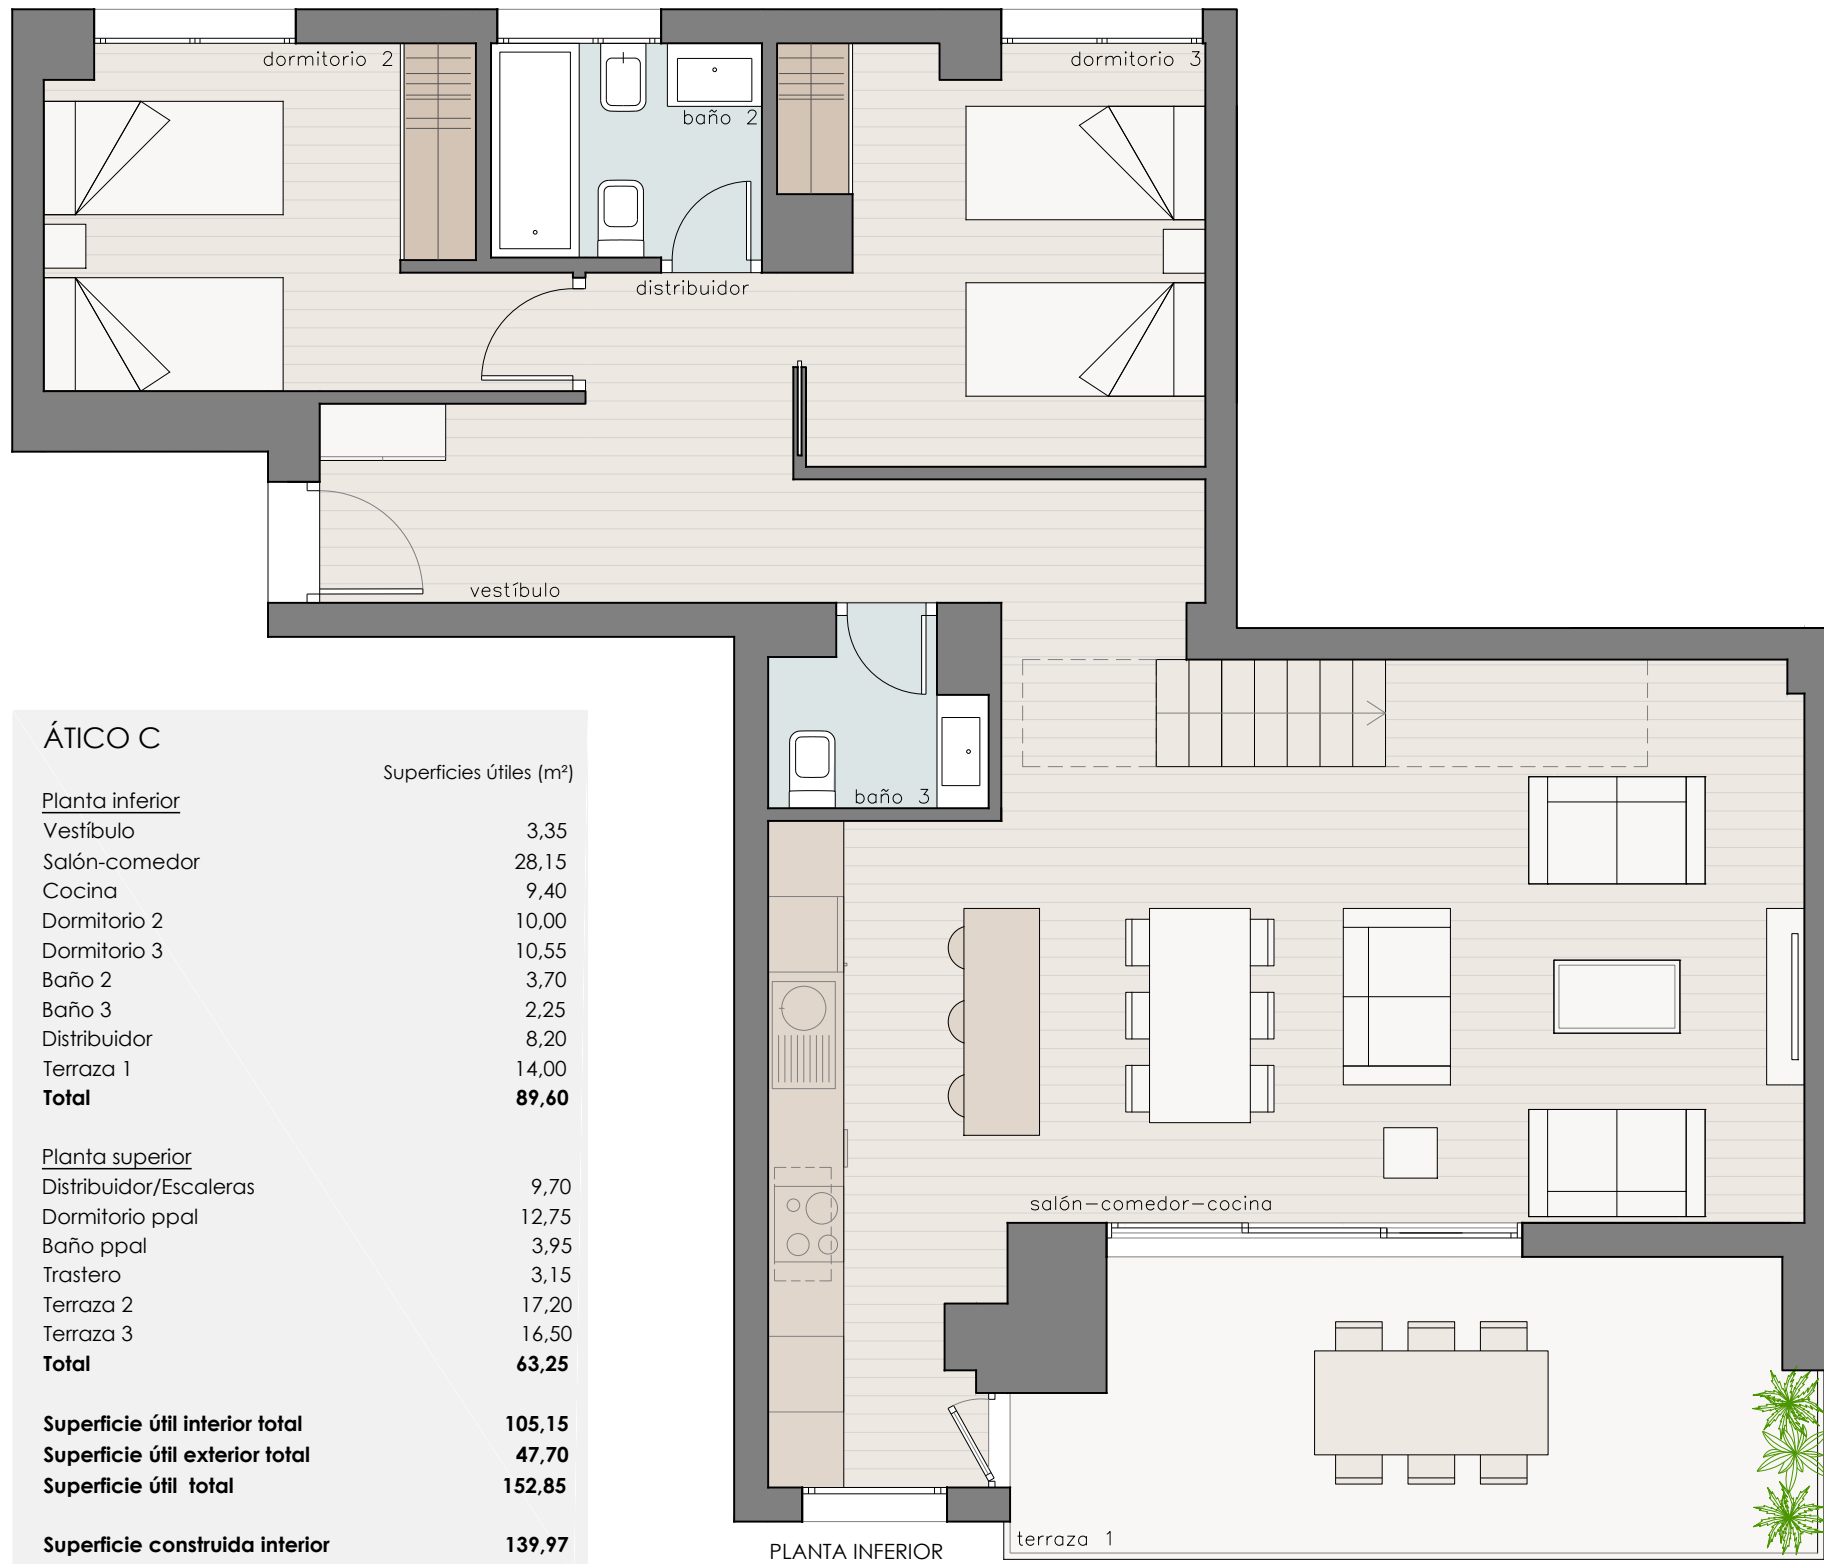 dormitorio 2
dormitorio 3
baño 2
distribuidor
vestíbulo
baño 3
salón-comedor-cocina
terraza 1
PLANTA INFERIOR
ÁTICO C
Superficies útiles (m²)
Planta inferior
Vestíbulo 3,35
Salón-comedor 28,15
Cocina 9,40
Dormitorio 2 10,00
Dormitorio 3 10,55
Baño 2 3,70
Baño 3 2,25
Distribuidor 8,20
Terraza 1 14,00
Total 89,60
Planta superior
Distribuidor/Escaleras 9,70
Dormitorio ppal 12,75
Baño ppal 3,95
Trastero 3,15
Terraza 2 17,20
Terraza 3 16,50
Total 63,25
Superficie útil interior total 105,15
Superficie útil exterior total 47,70
Superficie útil total 152,85
Superficie construida interior 139,97